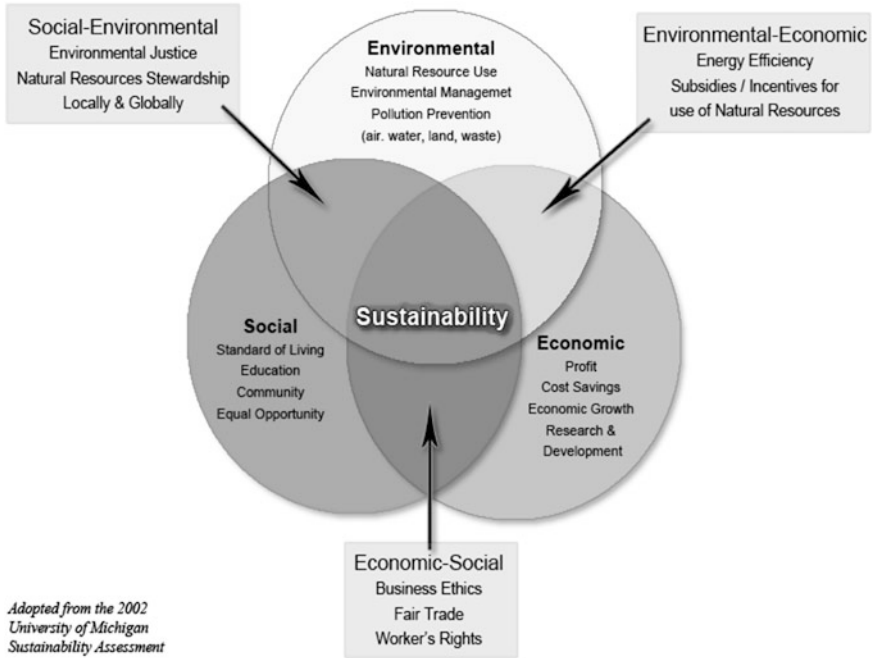 Social-Environmental
Environmental Justice
Natural Resources Stewardship
Locally & Globally
Environmental
Natural Resource Use
Environmental Managemet
Pollution Prevention
(air. water, land, waste)
Environmental-Economic
Energy Efficiency
Subsidies / Incentives for
use of Natural Resources
Sustainability
Social
Standard of Living
Education
Community
Equal Opportunity
Economic
Profit
Cost Savings
Economic Growth
Research &
Development
Economic-Social
Business Ethics
Fair Trade
Worker's Rights
Adopted from the 2002
University of Michigan
Sustainability Assessment